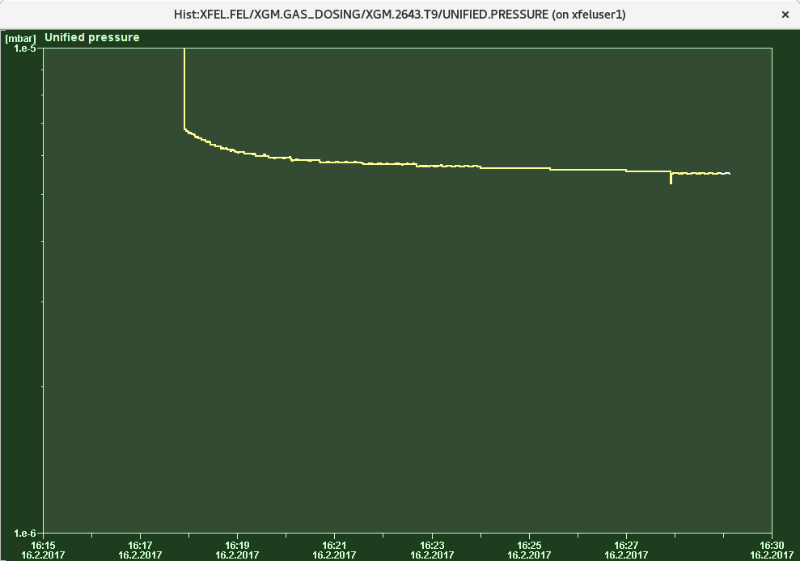 Hist:XFEL.FEL/XGM.GAS_DOSING/XGM.2643.T9/UNIFIED.PRESSURE (on xfeluser1) ×
[mbar] Unified pressure
1.e-5
1.e-6
16:15 16:17 16:19 16:21 16:23 16:25 16:27 16:30
16.2.2017 16.2.2017 16.2.2017 16.2.2017 16.2.2017 16.2.2017 16.2.2017 16.2.2017